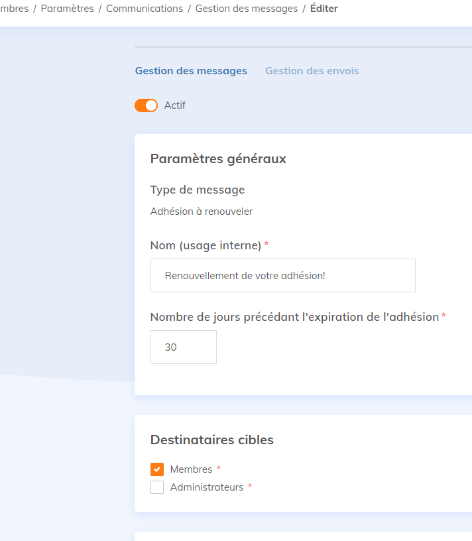 mbres / Paramètres / Communications / Gestion des messages / Éditer
Gestion des messages Gestion des envois
Actif
Paramètres généraux
Type de message
Adhésion à renouveler
Nom (usage interne) *
Renouvellement de votre adhésion!
Nombre de jours précédant l'expiration de l'adhésion *
30
Destinataires cibles
Membres *
Administrateurs *